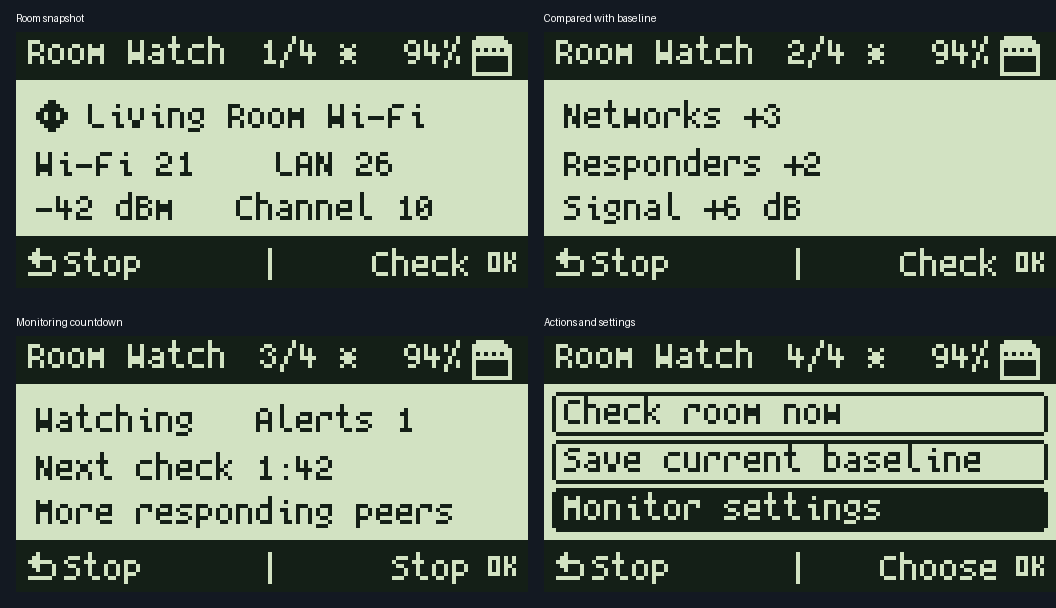 Room snapshot
Room Watch 1/4 ⚹ 94%
Living Room Wi-Fi
Wi-Fi 21 LAN 26
-42 dBm Channel 10
Stop | Check OK
Compared with baseline
Room Watch 2/4 ⚹ 94%
Networks +3
Responders +2
Signal +6 dB
Stop | Check OK
Monitoring countdown
Room Watch 3/4 ⚹ 94%
Watching Alerts 1
Next check 1:42
More responding peers
Stop | Stop OK
Actions and settings
Room Watch 4/4 ⚹ 94%
Check room now
Save current baseline
Monitor settings
Stop | Choose OK